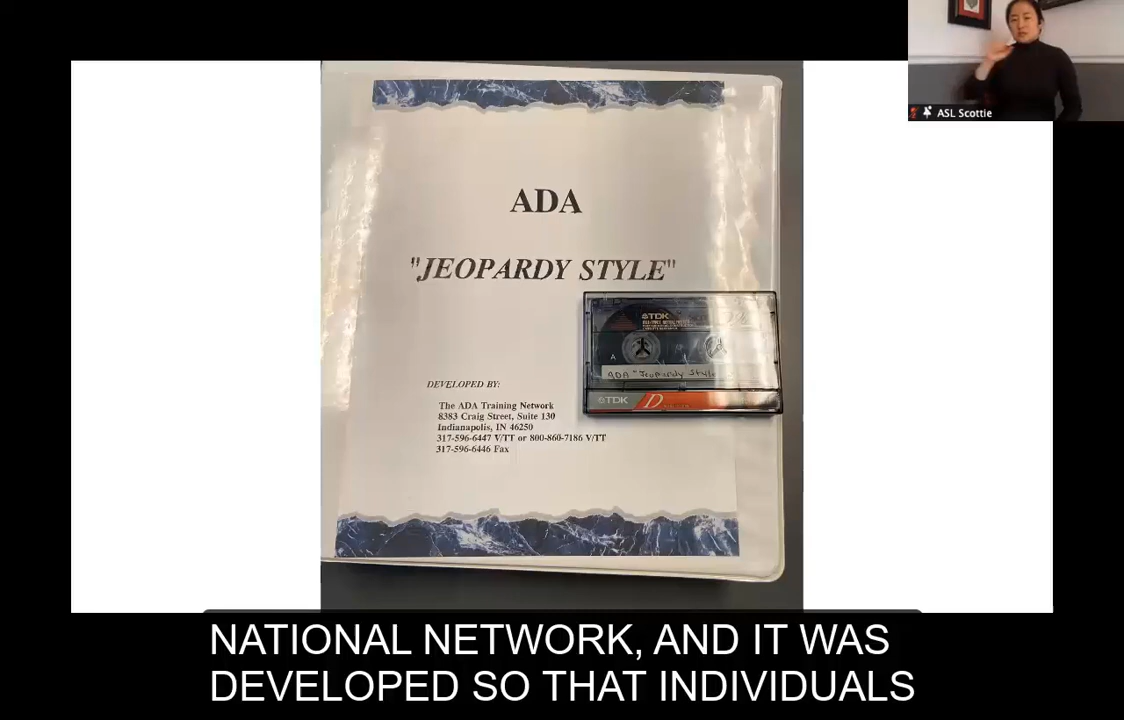 ASL Scottie
ADA
"JEOPARDY STYLE"
TDK
A
ADA "Jeopardy Style"
TDK D
DEVELOPED BY:
The ADA Training Network
8383 Craig Street, Suite 130
Indianapolis, IN 46250
317-596-6447 V/TT or 800-860-7186 V/TT
317-596-6446 Fax
NATIONAL NETWORK, AND IT WAS
DEVELOPED SO THAT INDIVIDUALS